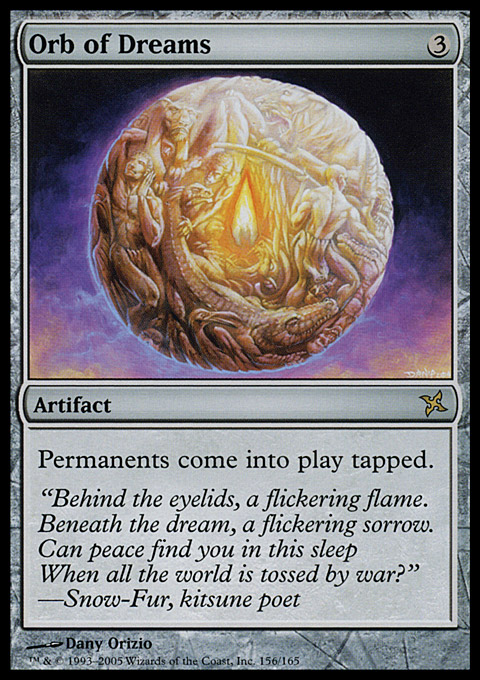 Orb of Dreams 3
Artifact
Permanents come into play tapped.
“Behind the eyelids, a flickering flame.
Beneath the dream, a flickering sorrow.
Can peace find you in this sleep
When all the world is tossed by war?”
—Snow-Fur, kitsune poet
Dany Orizio
™ & © 1993–2005 Wizards of the Coast, Inc. 156/165